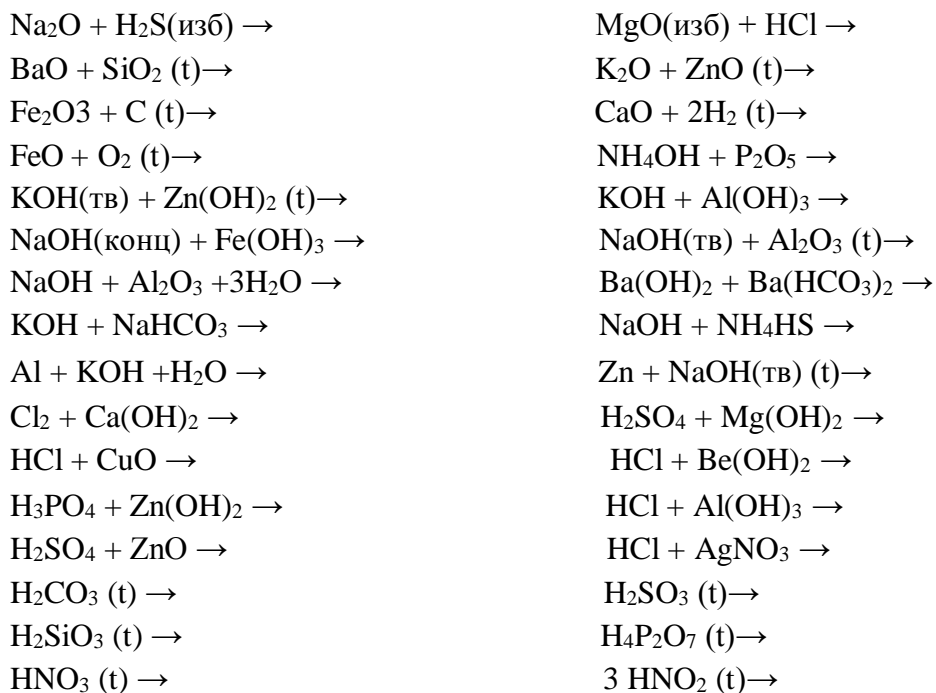 Na₂O + H₂S(изб) →
MgO(изб) + HCl →
BaO + SiO₂ (t)→
K₂O + ZnO (t)→
Fe₂O3 + C (t)→
CaO + 2H₂ (t)→
FeO + O₂ (t)→
NH₄OH + P₂O₅ →
KOH(тв) + Zn(OH)₂ (t)→
KOH + Al(OH)₃ →
NaOH(конц) + Fe(OH)₃ →
NaOH(тв) + Al₂O₃ (t)→
NaOH + Al₂O₃ +3H₂O →
Ba(OH)₂ + Ba(HCO₃)₂ →
KOH + NaHCO₃ →
NaOH + NH₄HS →
Al + KOH +H₂O →
Zn + NaOH(тв) (t)→
Cl₂ + Ca(OH)₂ →
H₂SO₄ + Mg(OH)₂ →
HCl + CuO →
HCl + Be(OH)₂ →
H₃PO₄ + Zn(OH)₂ →
HCl + Al(OH)₃ →
H₂SO₄ + ZnO →
HCl + AgNO₃ →
H₂CO₃ (t) →
H₂SO₃ (t)→
H₂SiO₃ (t) →
H₄P₂O₇ (t)→
HNO₃ (t) →
3 HNO₂ (t)→